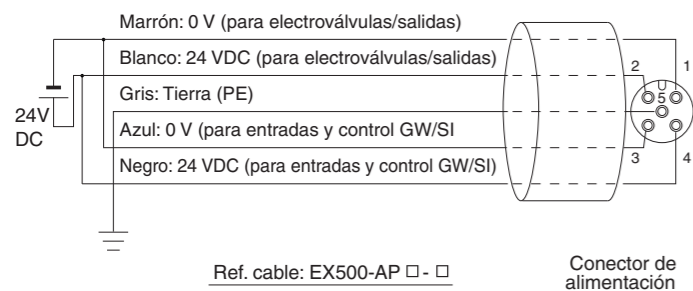 Marrón: 0 V (para electroválvulas/salidas)
Blanco: 24 VDC (para electroválvulas/salidas)
Gris: Tierra (PE)
Azul: 0 V (para entradas y control GW/SI
Negro: 24 VDC (para entradas y control GW/SI)
24V
DC
2
1
5
3
4
Ref. cable: EX500-AP □ - □
Conector de
alimentación